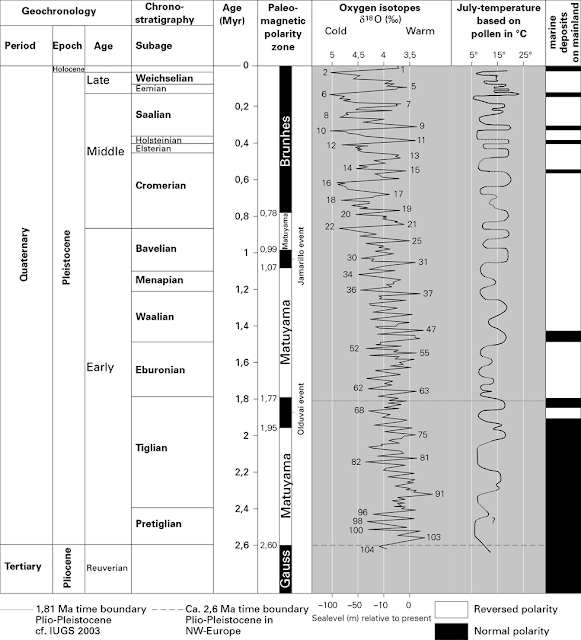 Geochronology
Chrono-
stratigraphy
Age
(Myr)
Paleo-
magnetic
polarity
zone
Oxygen isotopes
δ¹⁸O (‰)
Cold Warm
July-temperature
based on
pollen in °C
marine
deposits
on mainland
Period Epoch Age Subage
5 4,5 4 3,5
5° 15° 25°
Quaternary
Tertiary
Holocene
Pleistocene
Pliocene
Late
Middle
Early
Reuverian
Weichselian
Eemian
Saalian
Holsteinian
Elsterian
Cromerian
Bavelian
Menapian
Waalian
Eburonian
Tiglian
Pretiglian
0
0,2
0,4
0,6
0,8
1
1,2
1,4
1,6
1,8
2
2,2
2,4
2,6
Brunhes
0,78
Matuyama
0,99
1,07
Jamarillo event
Matuyama
1,77
Olduvai event
1,95
Matuyama
2,60
Gauss
1
2
5
6
7
8
9
10
11
12
13
14
15
16
17
18
19
20
21
22
25
30
31
34
36
37
47
52
55
62
63
68
75
81
82
91
96
98
100
103
104
?
−100 −50 0
Sealevel (m) relative to present
1,81 Ma time boundary
Plio-Pleistocene
cf. IUGS 2003
Ca. 2,6 Ma boundary
Plio-Pleistocene in
NW-Europe
Reversed polarity
Normal polarity